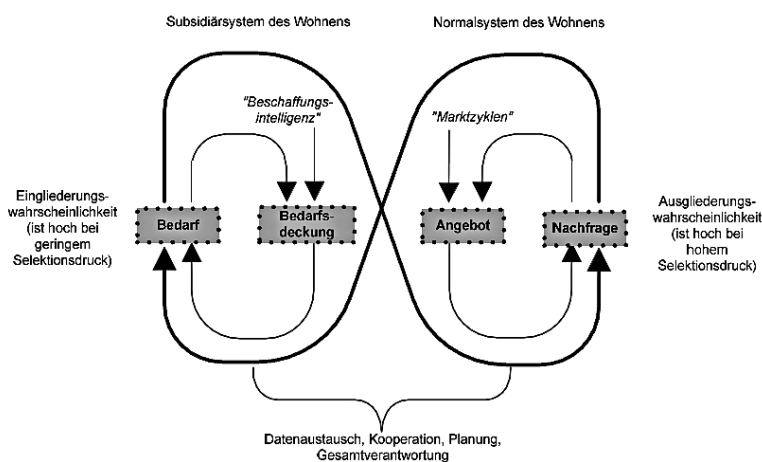 Subsidiärsystem des Wohnens
Normalsystem des Wohnens
"Beschaffungs-
intelligenz"
"Marktzyklen"
Eingliederungs-
wahrscheinlichkeit
(ist hoch bei
geringem
Selektionsdruck)
Bedarf
Bedarfs-
deckung
Angebot
Nachfrage
Ausgliederungs-
wahrscheinlichkeit
(ist hoch bei
hohem
Selektionsdruck)
Datenaustausch, Kooperation, Planung,
Gesamtverantwortung